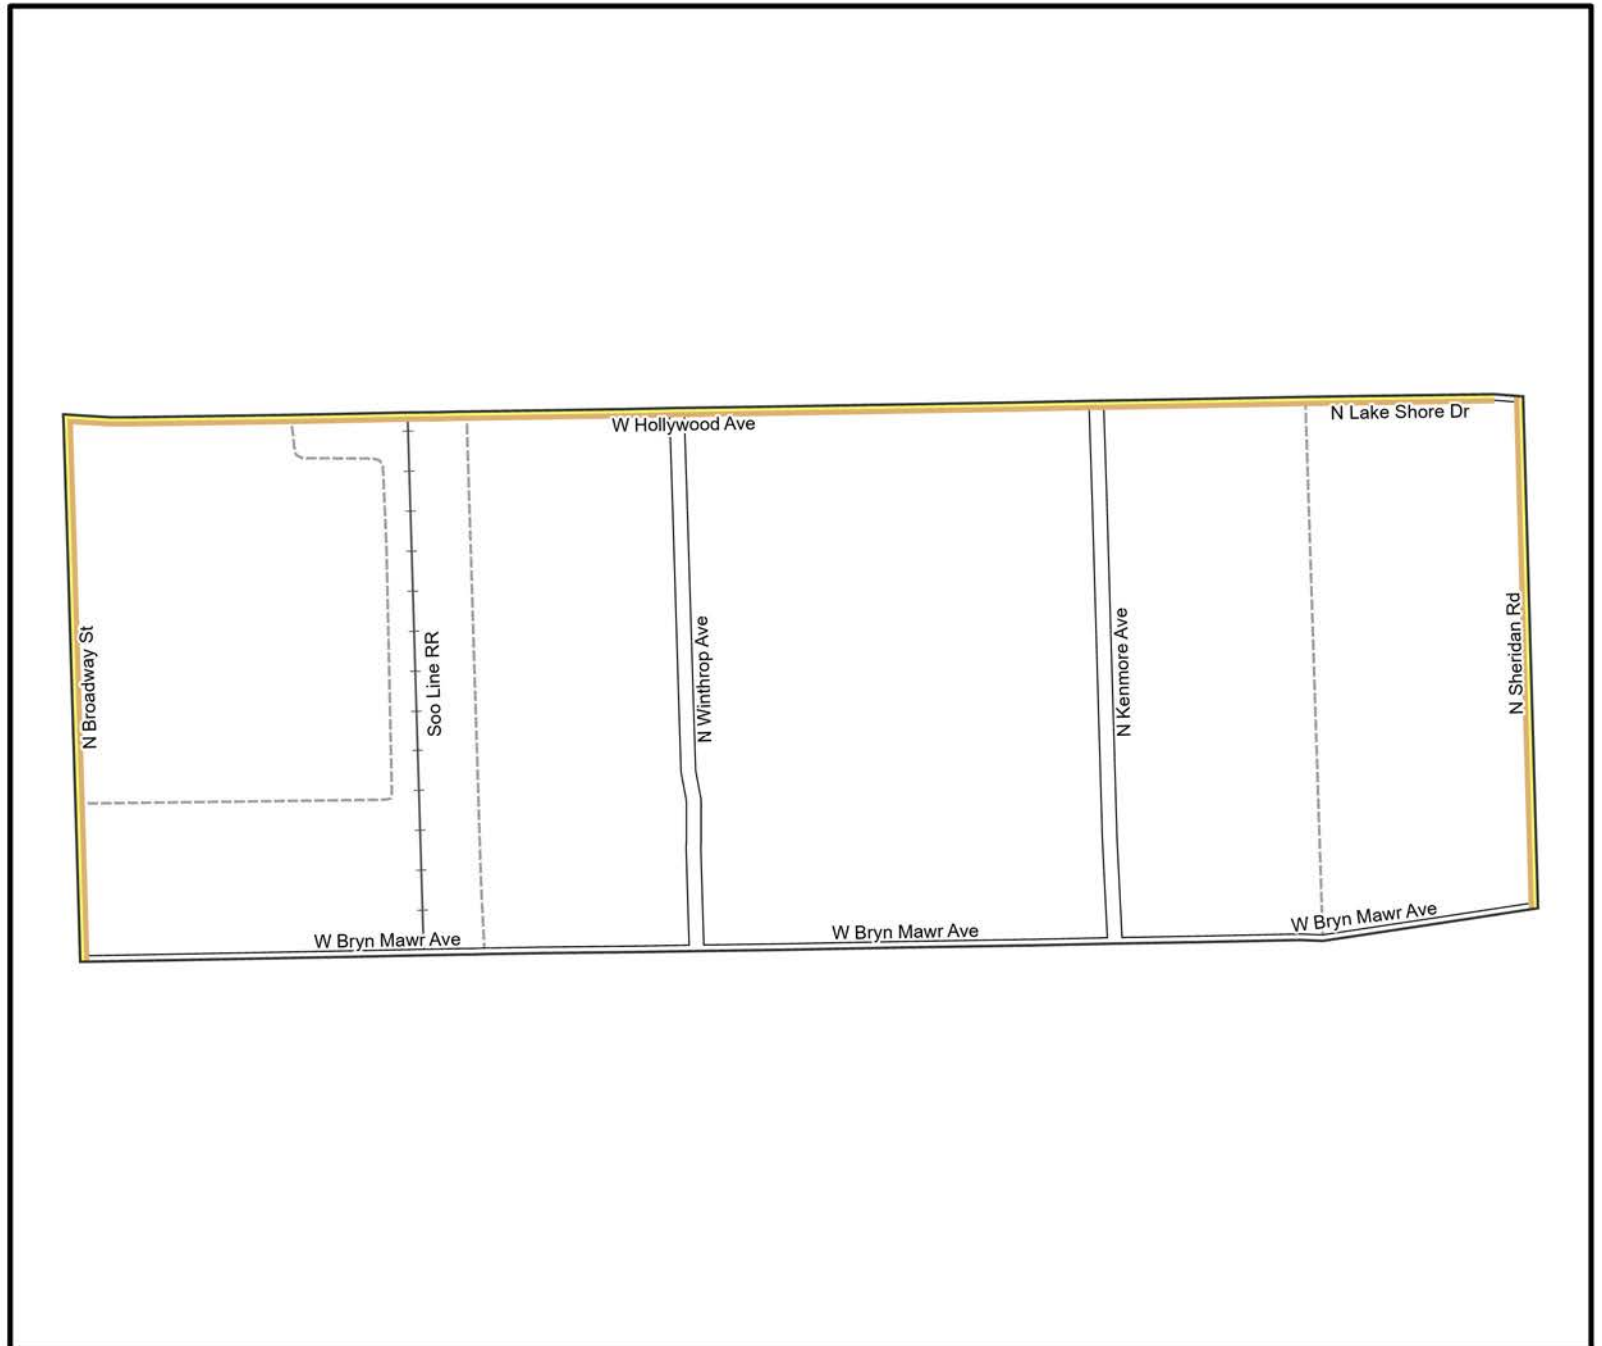 N Lake Shore Dr
W Hollywood Ave
N Broadway St
Soo Line RR
N Winthrop Ave
N Kenmore Ave
N Sheridan Rd
W Bryn Mawr Ave
W Bryn Mawr Ave
W Bryn Mawr Ave